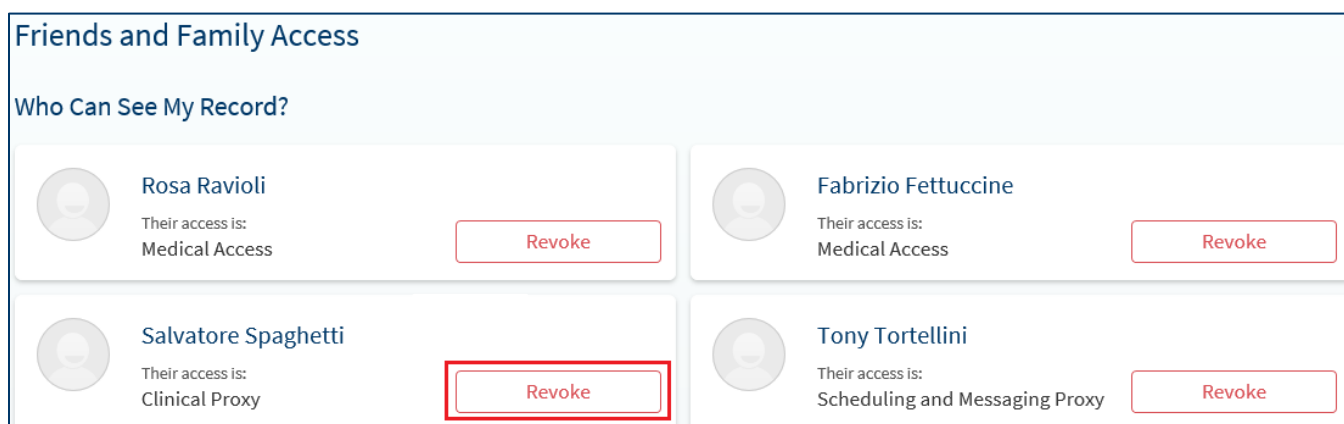 Friends and Family Access
Who Can See My Record?
Rosa Ravioli
Their access is:
Medical Access
Revoke
Fabrizio Fettuccine
Their access is:
Medical Access
Revoke
Salvatore Spaghetti
Their access is:
Clinical Proxy
Revoke
Tony Tortellini
Their access is:
Scheduling and Messaging Proxy
Revoke